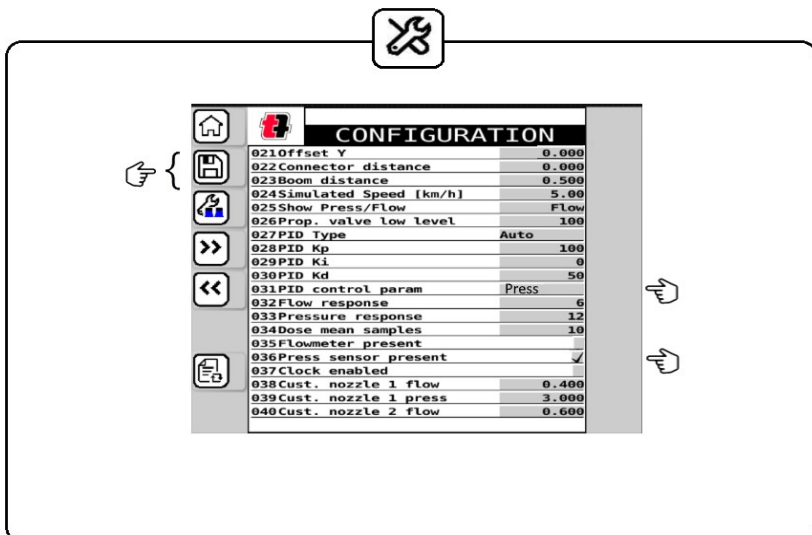 CONFIGURATION
021Offset Y 0.000
022Connector distance 0.000
023Boom distance 0.500
024Simulated Speed [km/h] 5.00
025Show Press/Flow Flow
026Prop. valve low level 100
027PID Type Auto
028PID Kp 100
029PID Ki 0
030PID Kd 50
031PID control param Press
032Flow response 6
033Pressure response 12
034Dose mean samples 10
035Flowmeter present
036Press sensor present ✓
037Clock enabled
038Cust. nozzle 1 flow 0.400
039Cust. nozzle 1 press 3.000
040Cust. nozzle 2 flow 0.600